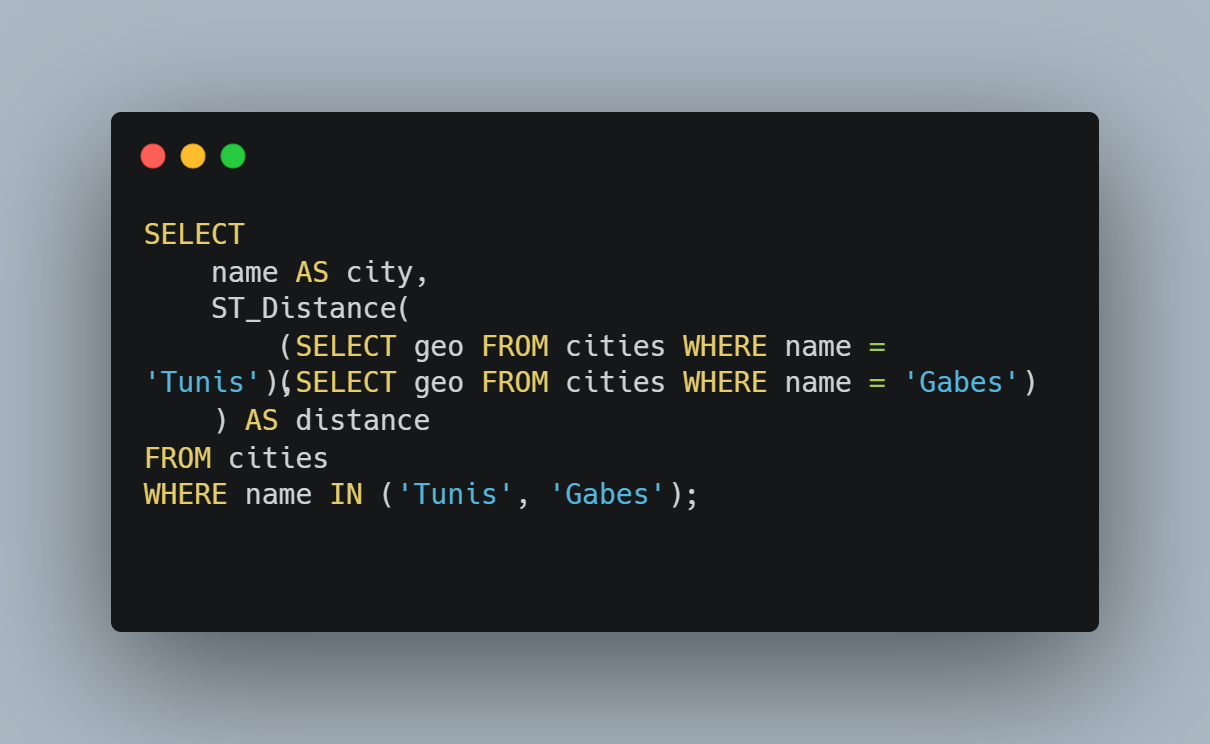 SELECT
    name AS city,
    ST_Distance(
        (SELECT geo FROM cities WHERE name =
'Tunis'),(SELECT geo FROM cities WHERE name = 'Gabes')
    ) AS distance
FROM cities
WHERE name IN ('Tunis', 'Gabes');